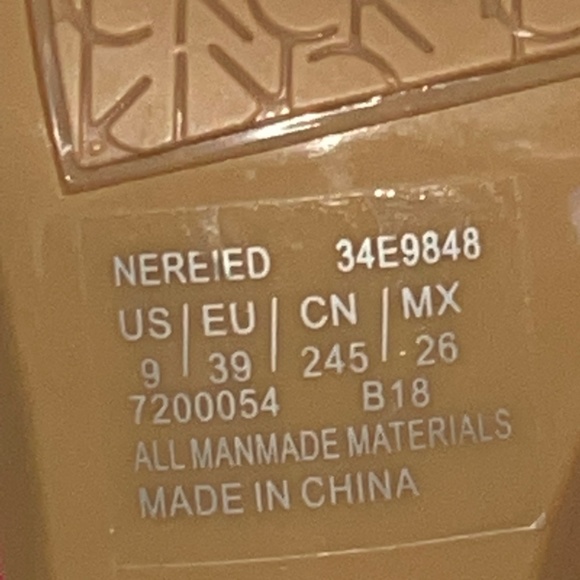 NEREIED 34E9848
US | EU | CN | MX
9 | 39 | 245 | 26
7200054 B18
ALL MANMADE MATERIALS
MADE IN CHINA